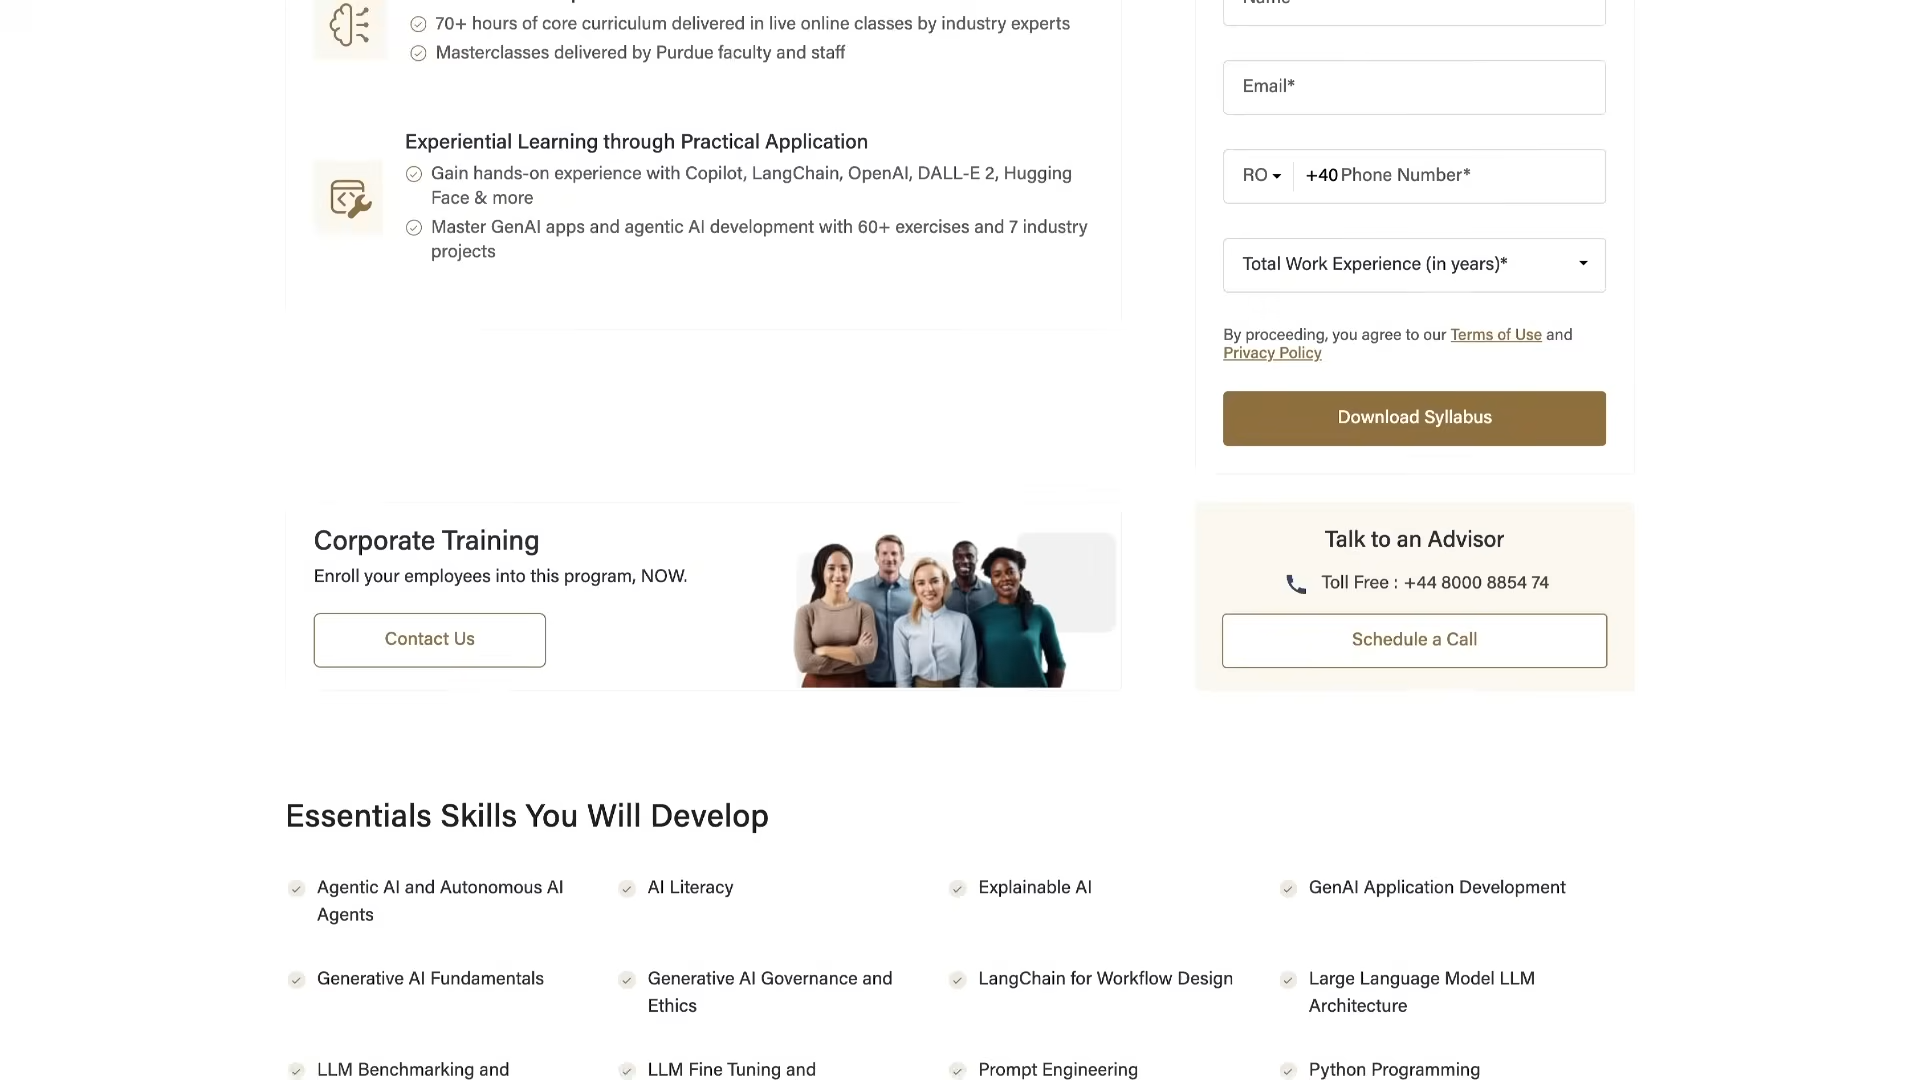 70+ hours of core curriculum delivered in live online classes by industry experts
Masterclasses delivered by Purdue faculty and staff
Experiential Learning through Practical Application
Gain hands-on experience with Copilot, LangChain, OpenAI, DALL-E 2, Hugging
Face & more
Master GenAI apps and agentic AI development with 60+ exercises and 7 industry
projects
Name
Email*
RO +40 Phone Number*
Total Work Experience (in years)*
By proceeding, you agree to our Terms of Use and
Privacy Policy
Download Syllabus
Corporate Training
Enroll your employees into this program, NOW.
Contact Us
Talk to an Advisor
Toll Free : +44 8000 8854 74
Schedule a Call
Essentials Skills You Will Develop
Agentic AI and Autonomous AI
Agents
AI Literacy
Explainable AI
GenAI Application Development
Generative AI Fundamentals
Generative AI Governance and
Ethics
LangChain for Workflow Design
Large Language Model LLM
Architecture
LLM Benchmarking and
LLM Fine Tuning and
Prompt Engineering
Python Programming